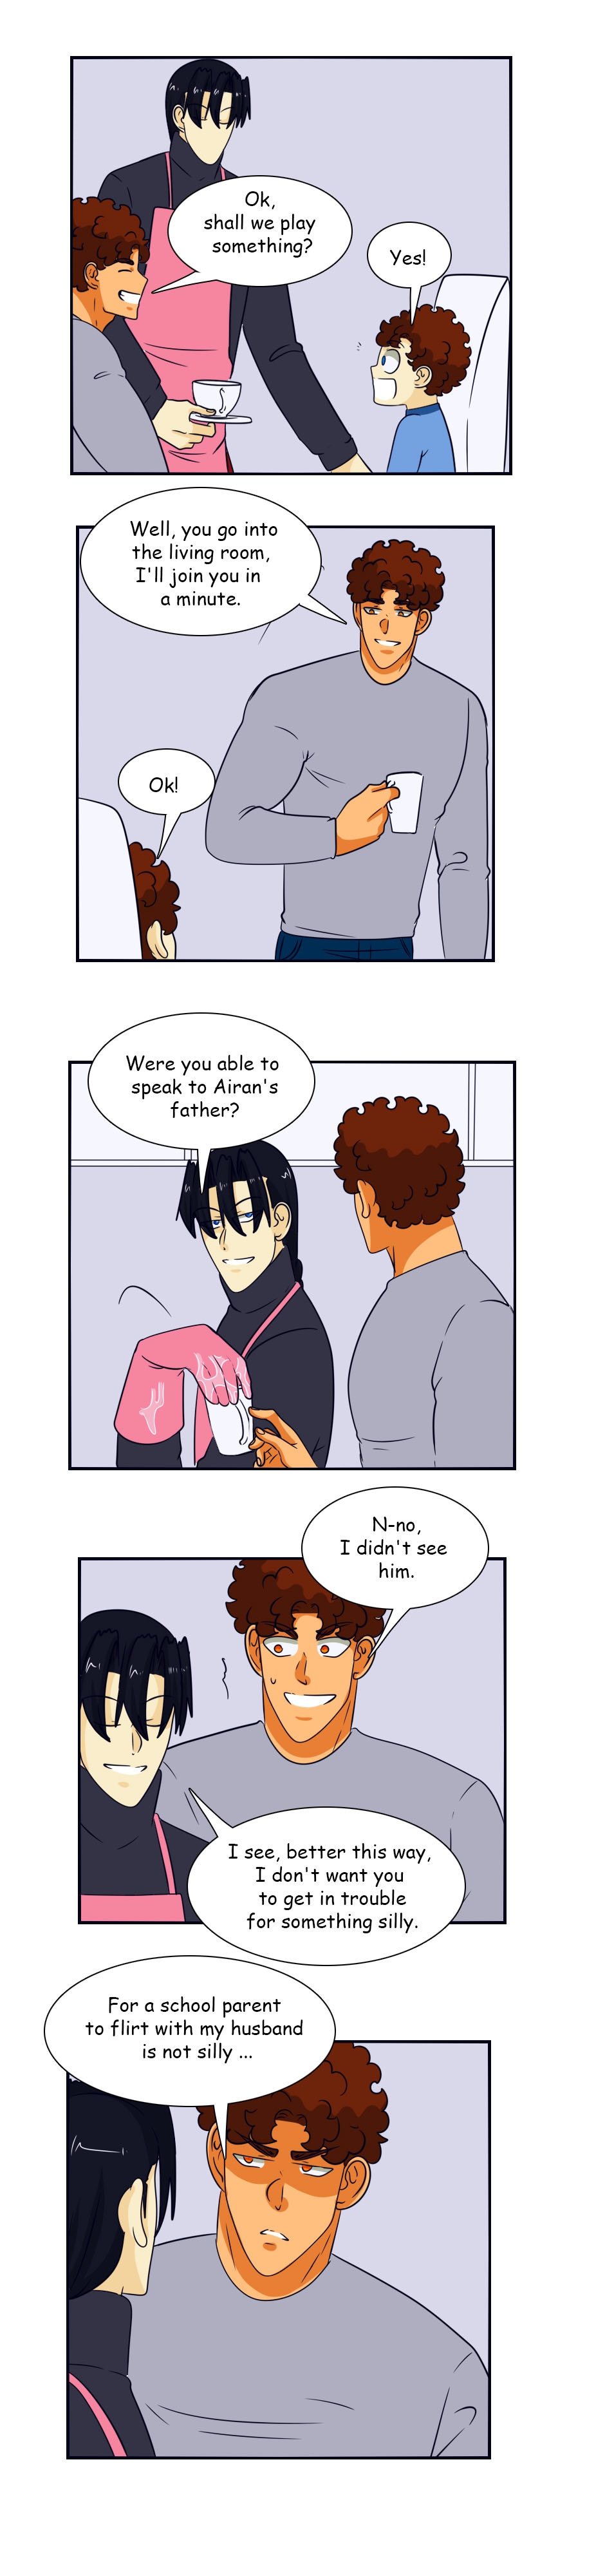 Ok,
shall we play
something?
Yes!
Well, you go into
the living room,
I'll join you in
a minute.
Ok!
Were you able to
speak to Airan's
father?
N-no,
I didn't see
him.
I see, better this way,
I don't want you
to get in trouble
for something silly.
For a school parent
to flirt with my husband
is not silly ...